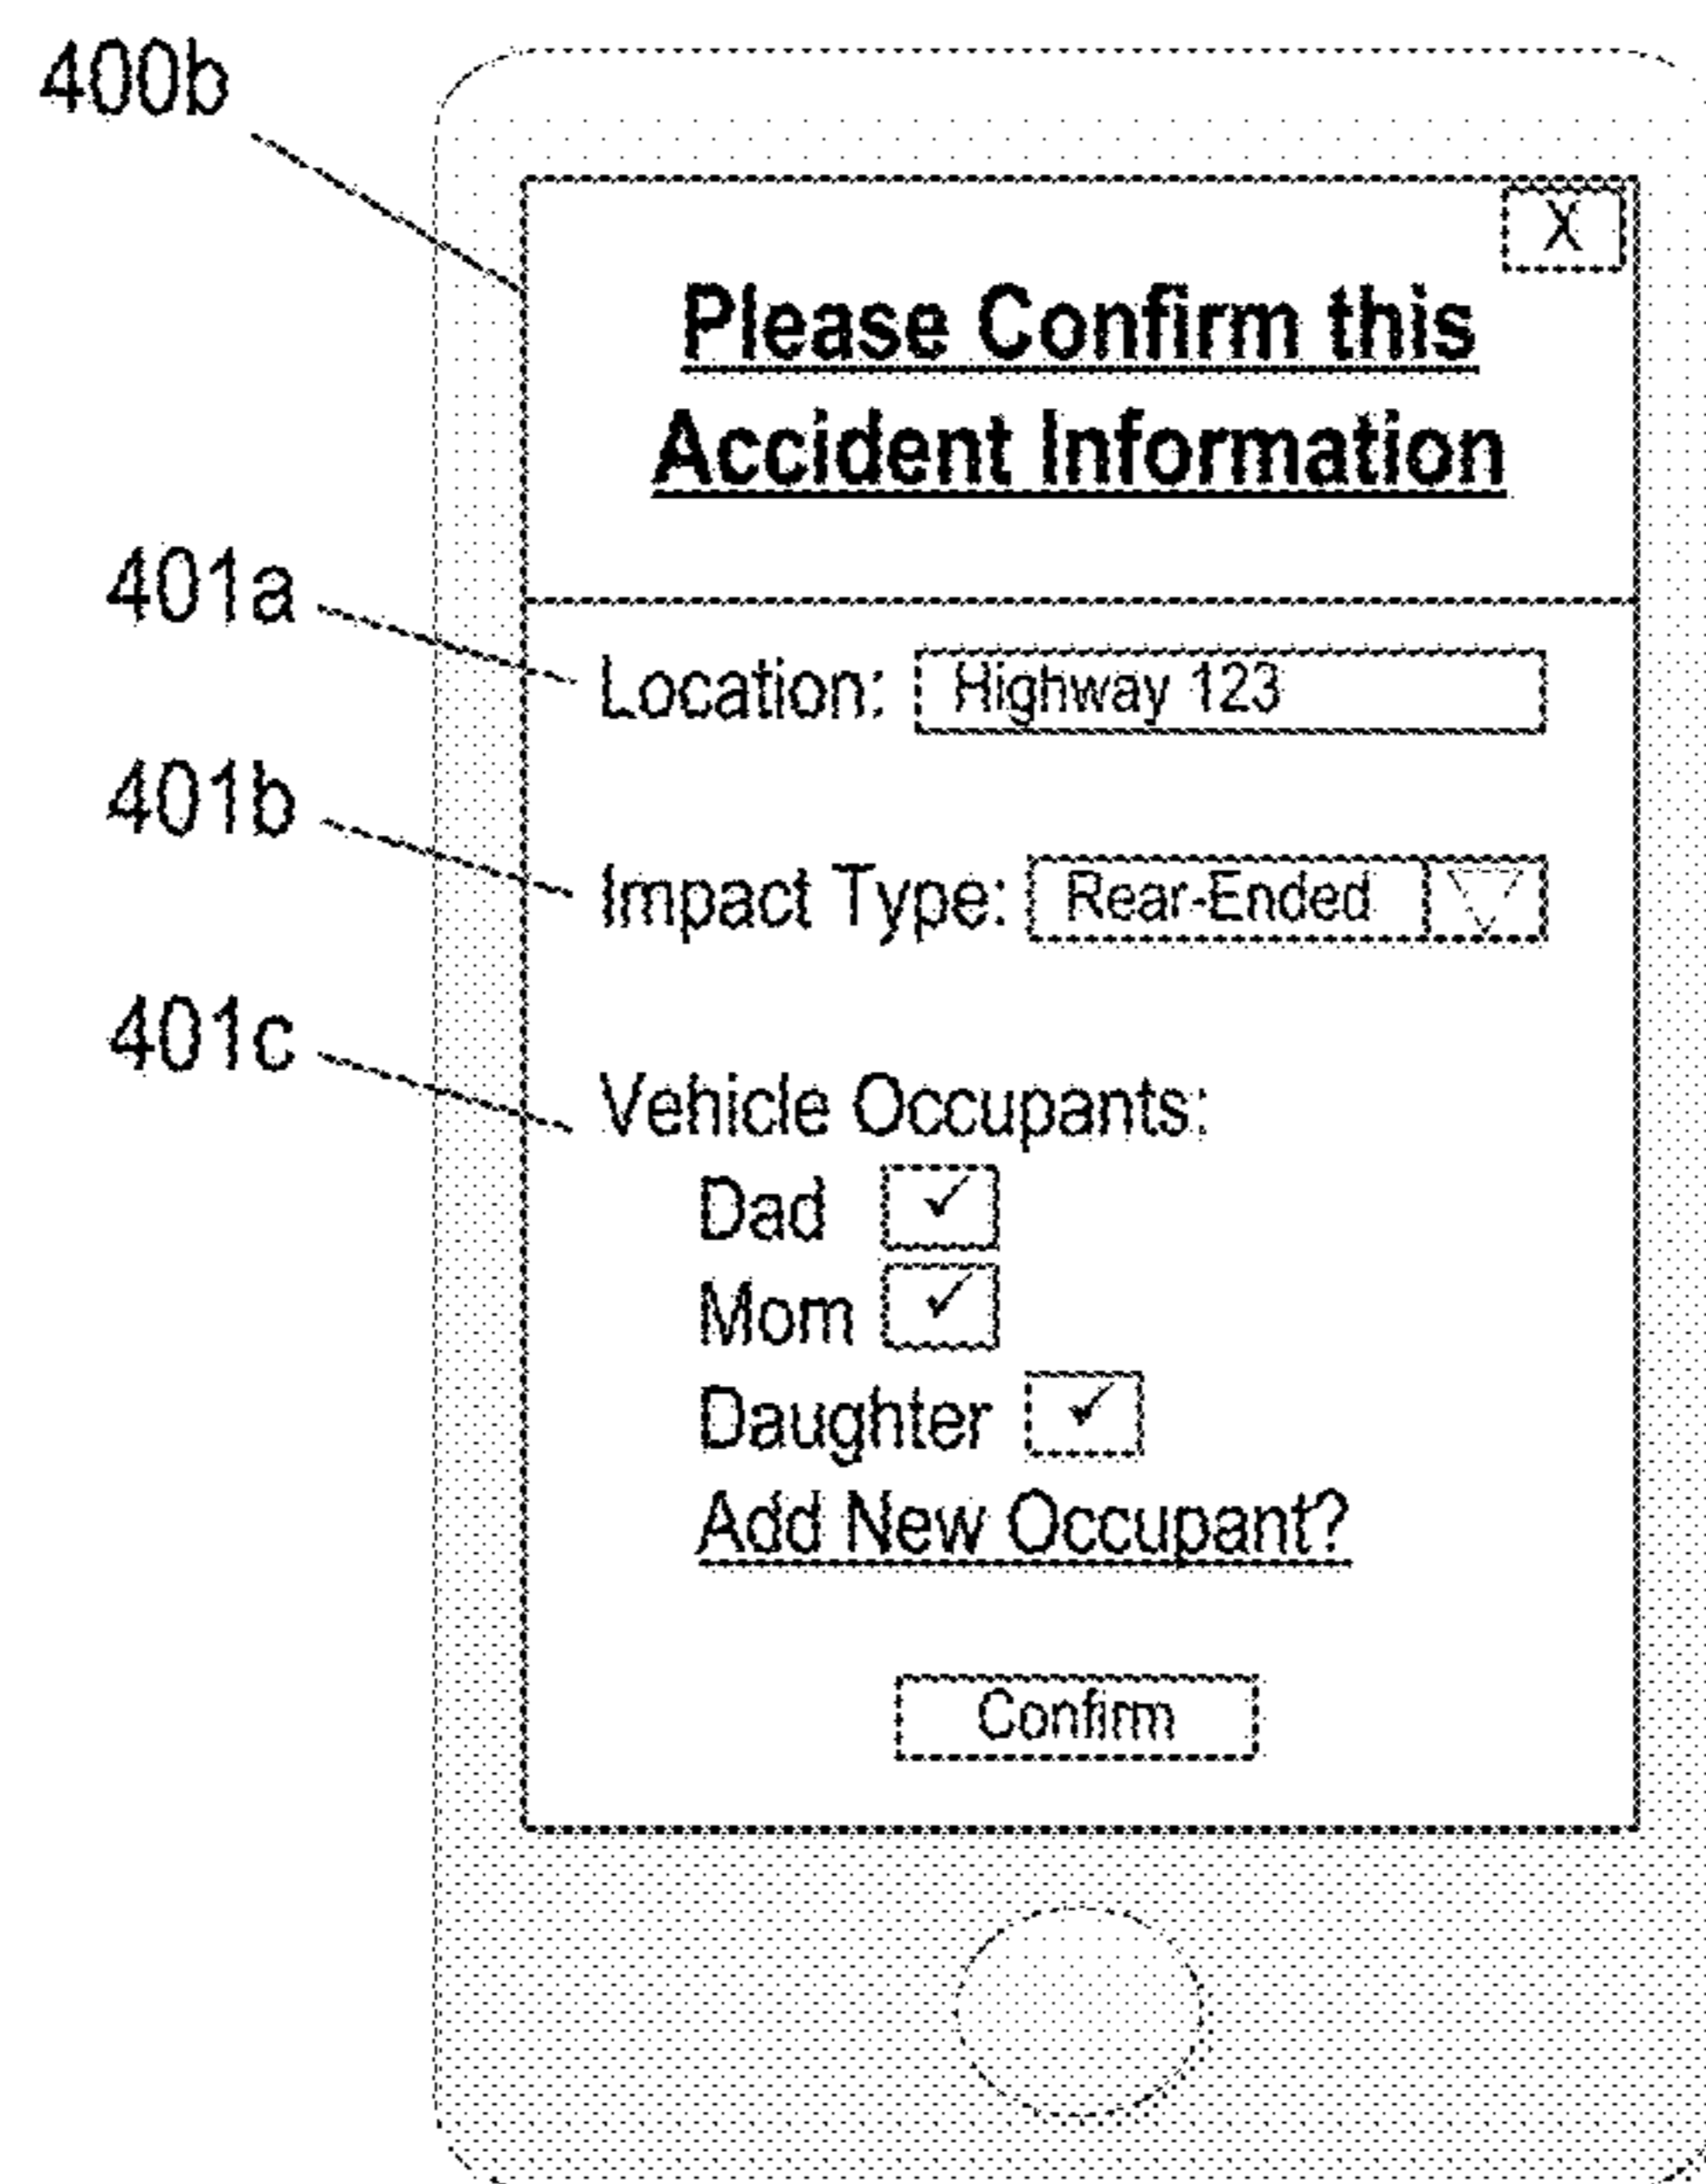 400b
X
Please Confirm this
Accident Information
401a
Location: Highway 123
401b
Impact Type: Rear-Ended
401c
Vehicle Occupants:
Dad ✓
Mom ✓
Daughter ✓
Add New Occupant?
Confirm